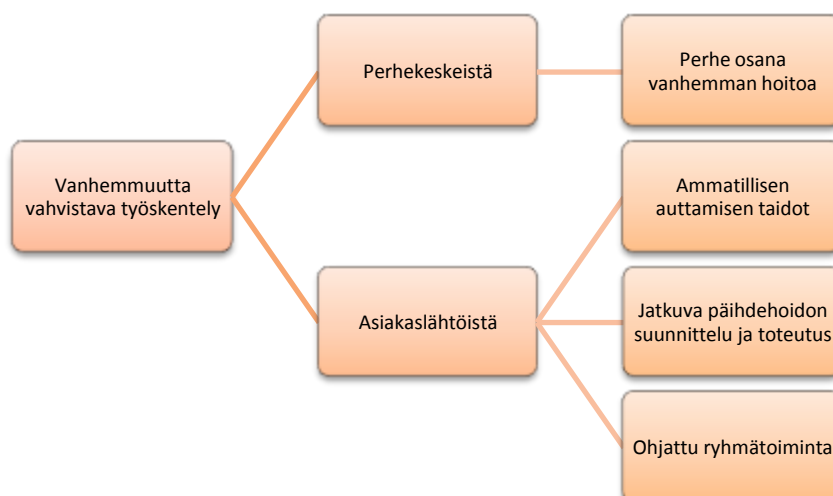 Perhekeskeistä
Perhe osana
vanhemman hoitoa
Vanhemmuutta
vahvistava työskentely
Ammatillisen
auttamisen taidot
Asiakaslähtöistä
Jatkuva päihdehoidon
suunnittelu ja toteutus
Ohjattu ryhmätoiminta